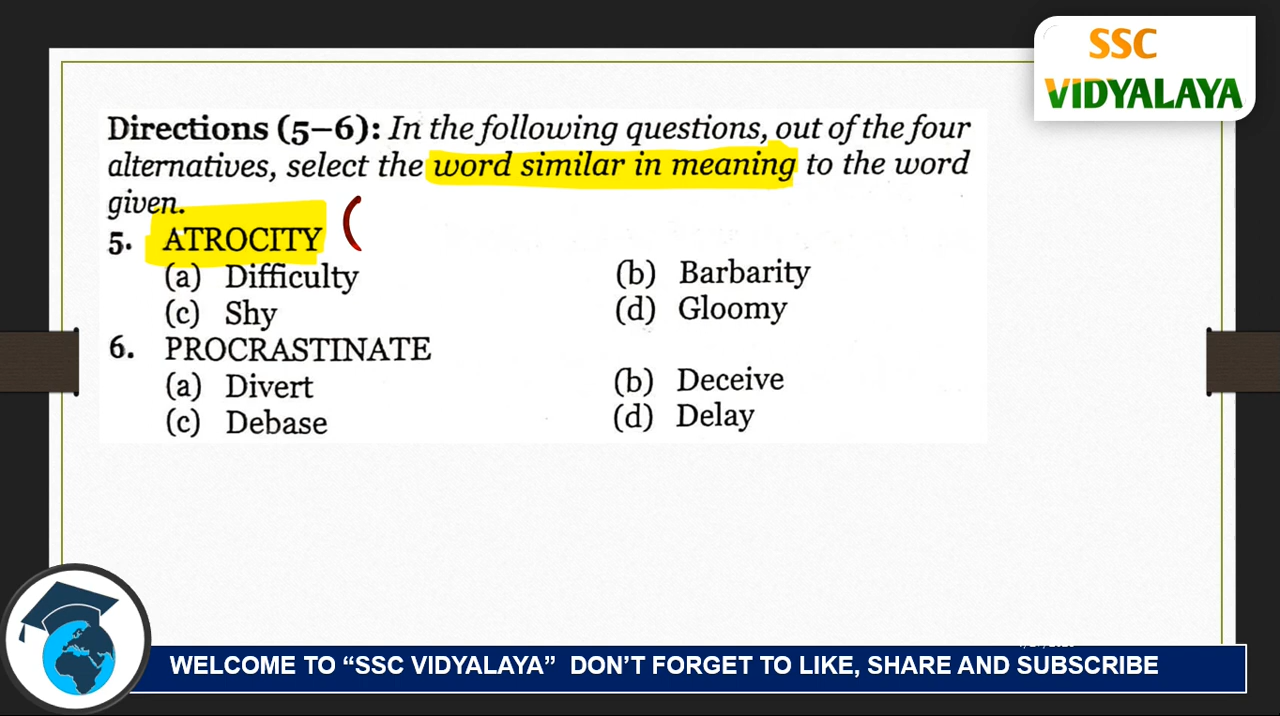 SSC
VIDYALAYA
Directions (5–6): In the following questions, out of the four
alternatives, select the word similar in meaning to the word
given.
5. ATROCITY (
(a) Difficulty (b) Barbarity
(c) Shy (d) Gloomy
6. PROCRASTINATE
(a) Divert (b) Deceive
(c) Debase (d) Delay
WELCOME TO “SSC VIDYALAYA” DON’T FORGET TO LIKE, SHARE AND SUBSCRIBE